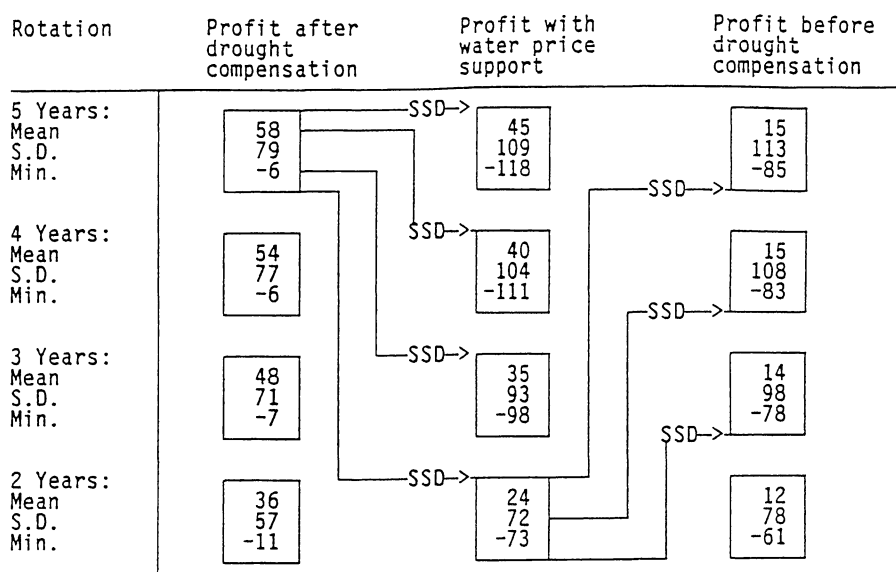 Rotation Profit after Profit with Profit before
drought water price drought
compensation support compensation
5 Years: SSD->
Mean 58 45 15
S.D. 79 109 113
Min. -6 -118 -85
SSD->
4 Years: SSD->
Mean 54 40 15
S.D. 77 104 108
Min. -6 -111 -83
SSD->
3 Years: SSD->
Mean 48 35 14
S.D. 71 93 98
Min. -7 -98 -78
SSD->
2 Years: SSD->
Mean 36 24 12
S.D. 57 72 78
Min. -11 -73 -61